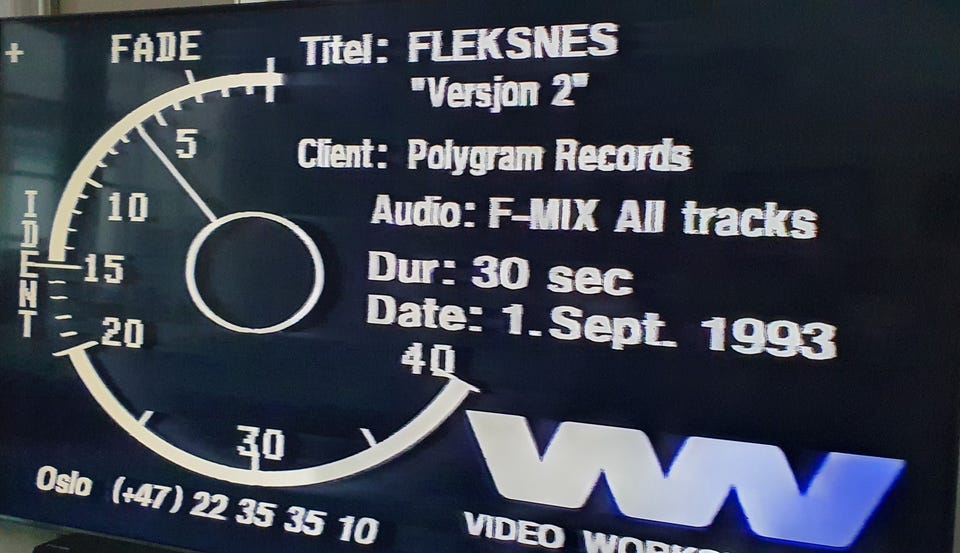 +
FADE
Titel: FLEKSNES
"Versjon 2"
5
Client: Polygram Records
10
Audio: F-MIX All tracks
IDENT
15
Dur: 30 sec
20
Date: 1. Sept. 1993
40
30
Oslo (+47) 22 35 35 10
VW
VIDEO